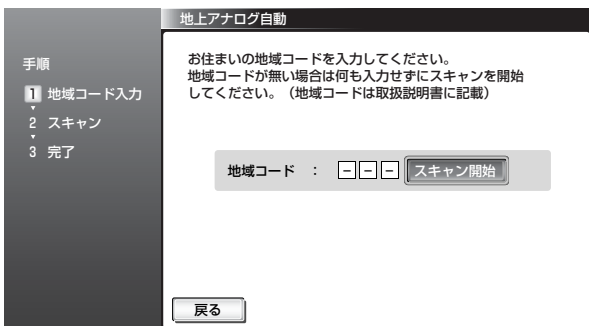 地上アナログ自動
手順
1 地域コード入力
2 スキャン
3 完了
お住まいの地域コードを入力してください。
地域コードが無い場合は何も入力せずにスキャンを開始
してください。（地域コードは取扱説明書に記載）
地域コード ： － － － スキャン開始
戻る